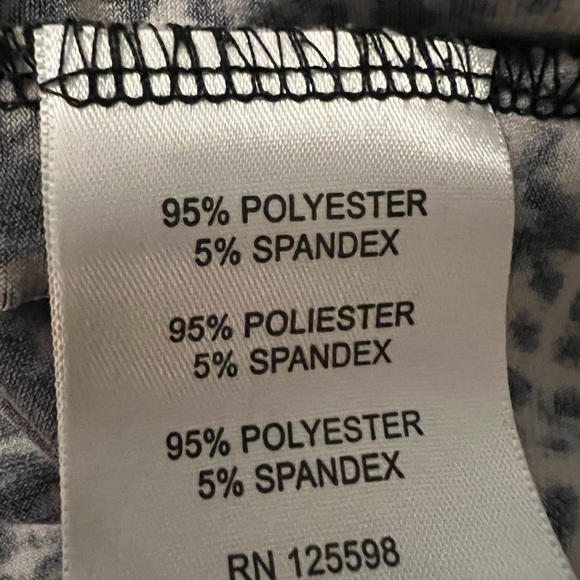 95% POLYESTER
5% SPANDEX
95% POLIESTER
5% SPANDEX
95% POLYESTER
5% SPANDEX
RN 125598